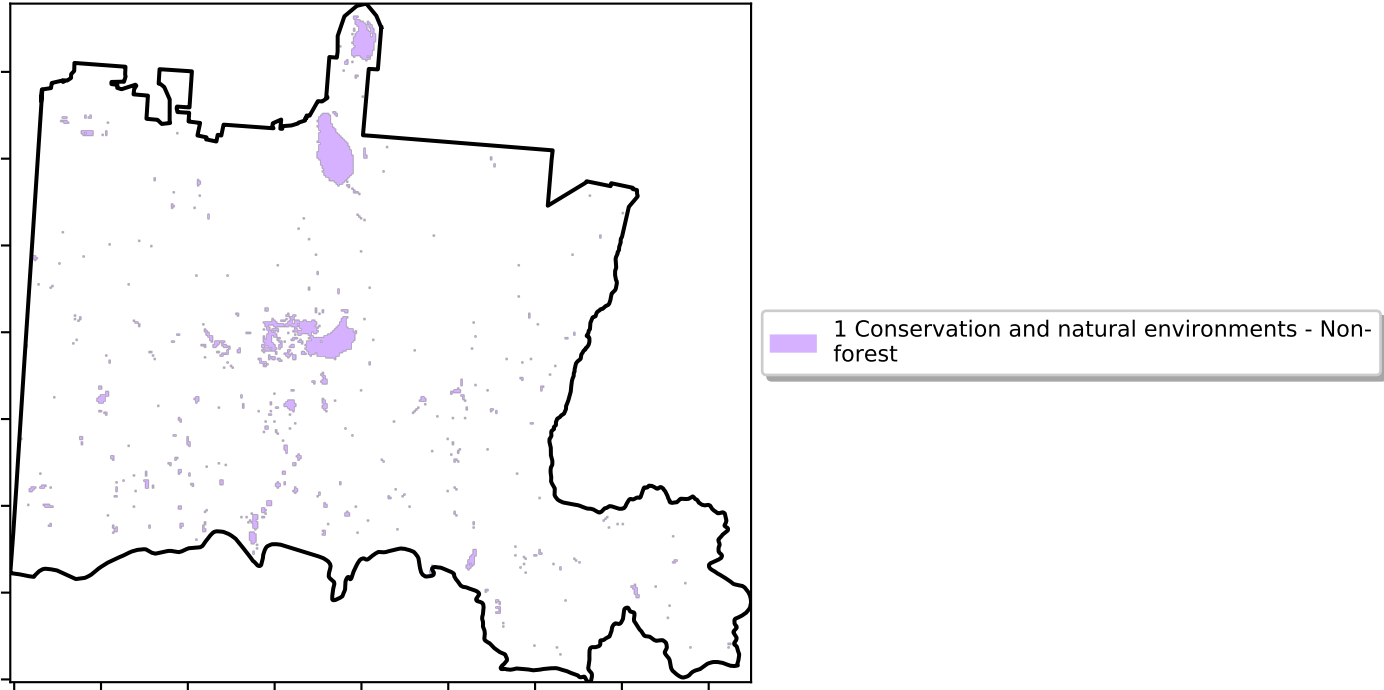 1 Conservation and natural environments - Non-
forest